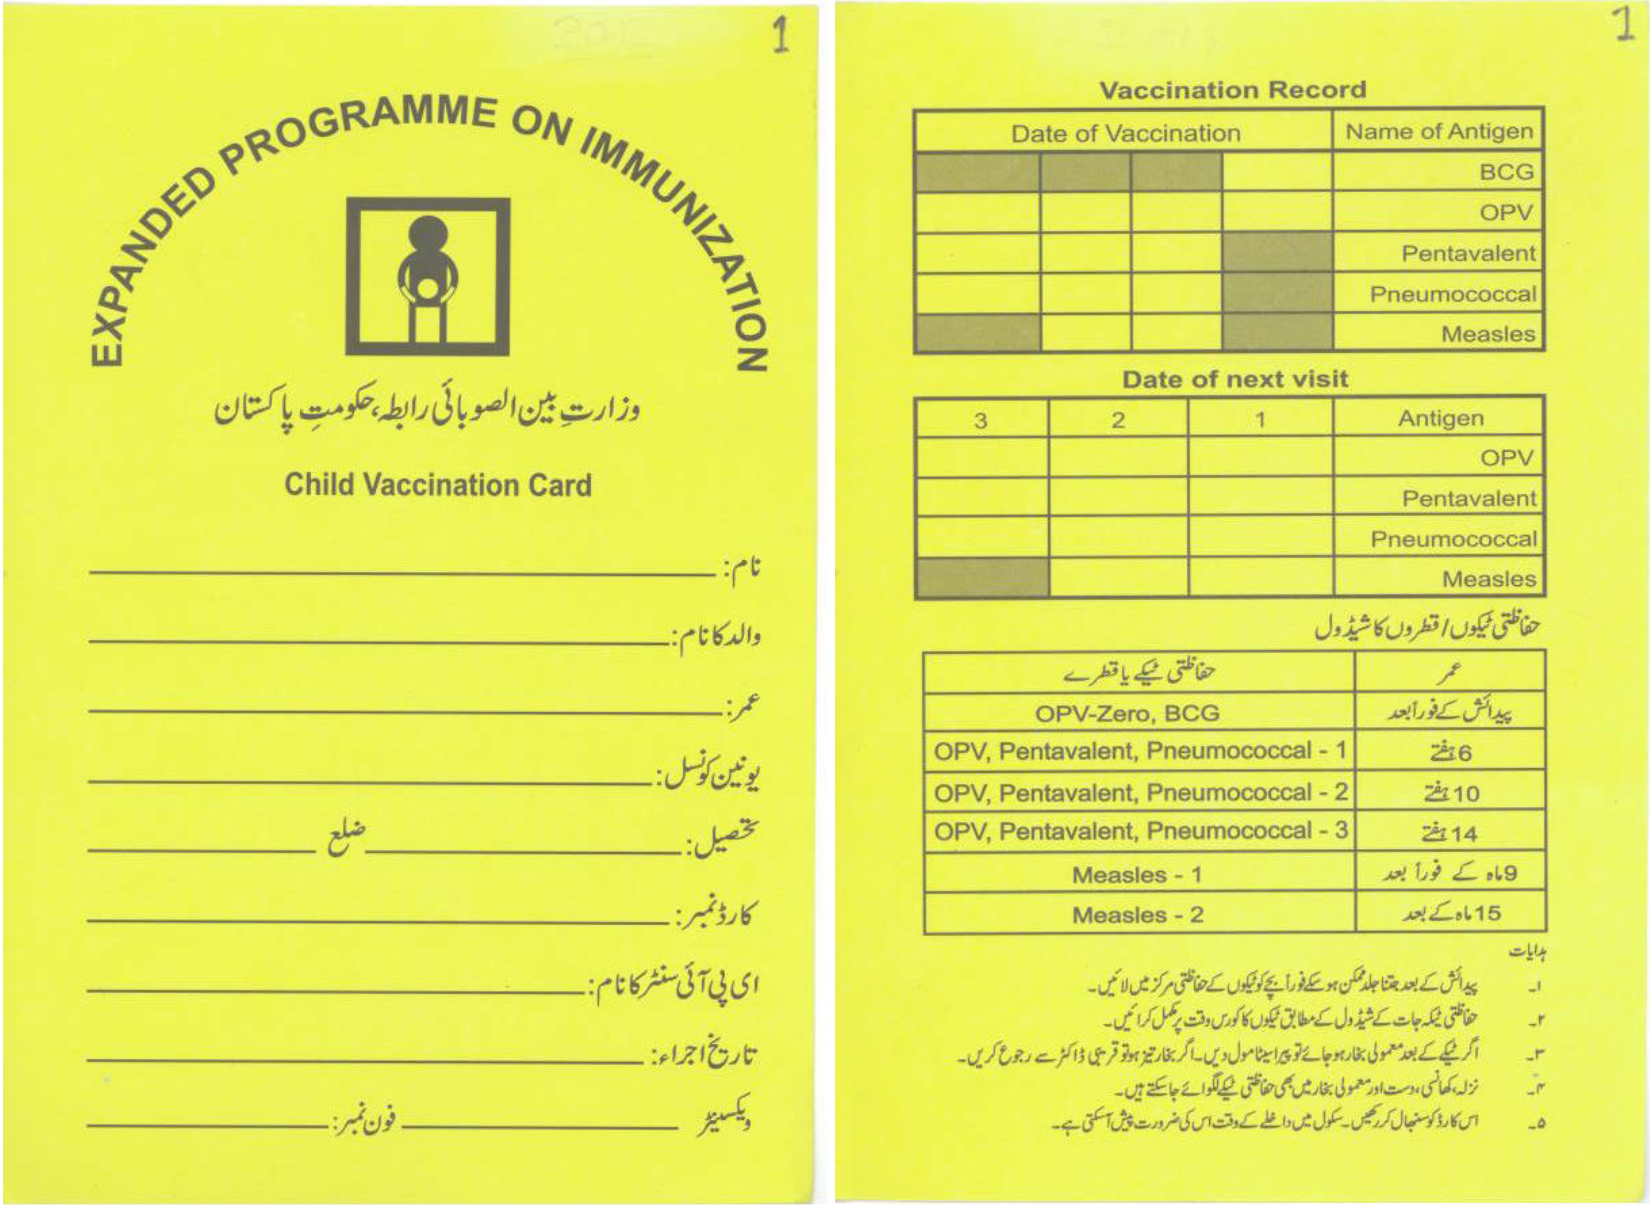 1
EXPANDED PROGRAMME ON IMMUNIZATION
وزارتِ بین الصوبائی رابطہ، حکومتِ پاکستان
Child Vaccination Card
نام:
والد کا نام:
عمر:
یونین کونسل:
تحصیل: ضلع
کارڈ نمبر:
ای پی آئی سنٹر کا نام:
تاریخ اجراء:
ویکسینیٹر فون نمبر:
1
Vaccination Record
Date of Vaccination Name of Antigen
BCG
OPV
Pentavalent
Pneumococcal
Measles
Date of next visit
3 2 1 Antigen
OPV
Pentavalent
Pneumococcal
Measles
حفاظتی ٹیکوں/قطروں کا شیڈول
عمر حفاظتی ٹیکے یا قطرے
پیدائش کے فوراً بعد OPV-Zero, BCG
6 ہفتے OPV, Pentavalent, Pneumococcal - 1
10 ہفتے OPV, Pentavalent, Pneumococcal - 2
14 ہفتے OPV, Pentavalent, Pneumococcal - 3
9 ماہ کے فوراً بعد Measles - 1
15 ماہ کے بعد Measles - 2
ہدایات
۱۔ پیدائش کے بعد جتنا جلد ممکن ہو سکے فوراً بچے کو ٹیکوں کے حفاظتی مرکز میں لائیں۔
۲۔ حفاظتی ٹیکہ جات کے شیڈول کے مطابق ٹیکوں کا کورس وقت پر مکمل کرائیں۔
۳۔ اگر ٹیکے کے بعد معمولی بخار ہو جائے تو پیراسیٹامول دیں۔ اگر بخار تیز ہو تو قریبی ڈاکٹر سے رجوع کریں۔
۴۔ نزلہ، کھانسی، دست اور معمولی بخار میں بھی حفاظتی ٹیکے لگوائے جا سکتے ہیں۔
۵۔ اس کارڈ کو سنبھال کر رکھیں۔ سکول میں داخلے کے وقت اس کی ضرورت پیش آ سکتی ہے۔